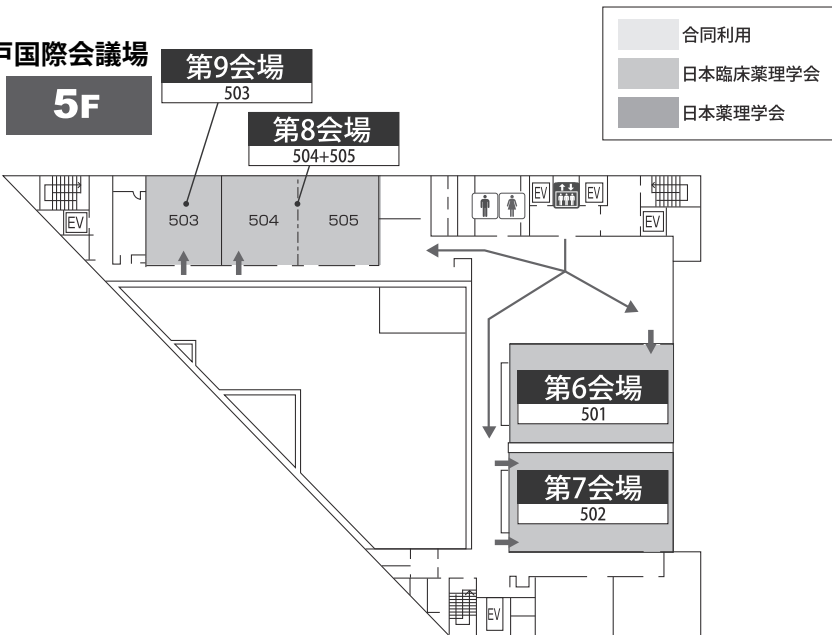 戸国際会議場
5F
第9会場
503
第8会場
504+505
合同利用
日本臨床薬理学会
日本薬理学会
503
504
505
EV
EV
EV
EV
第6会場
501
第7会場
502
EV